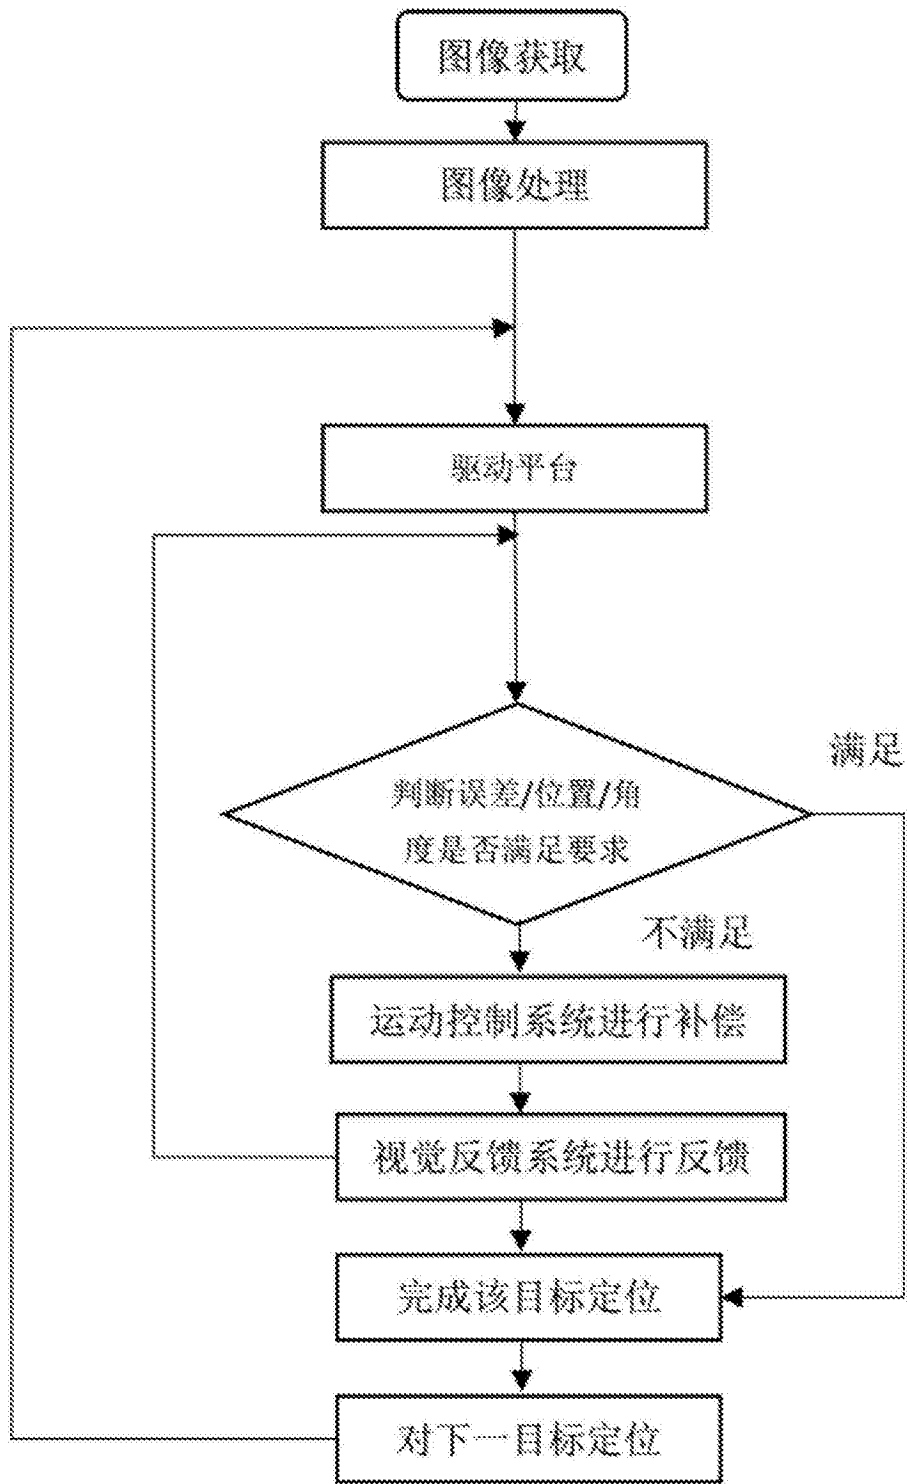 图像获取
图像处理
驱动平台
满足
判断误差/位置/角
度是否满足要求
不满足
运动控制系统进行补偿
视觉反馈系统进行反馈
完成该目标定位
对下一目标定位